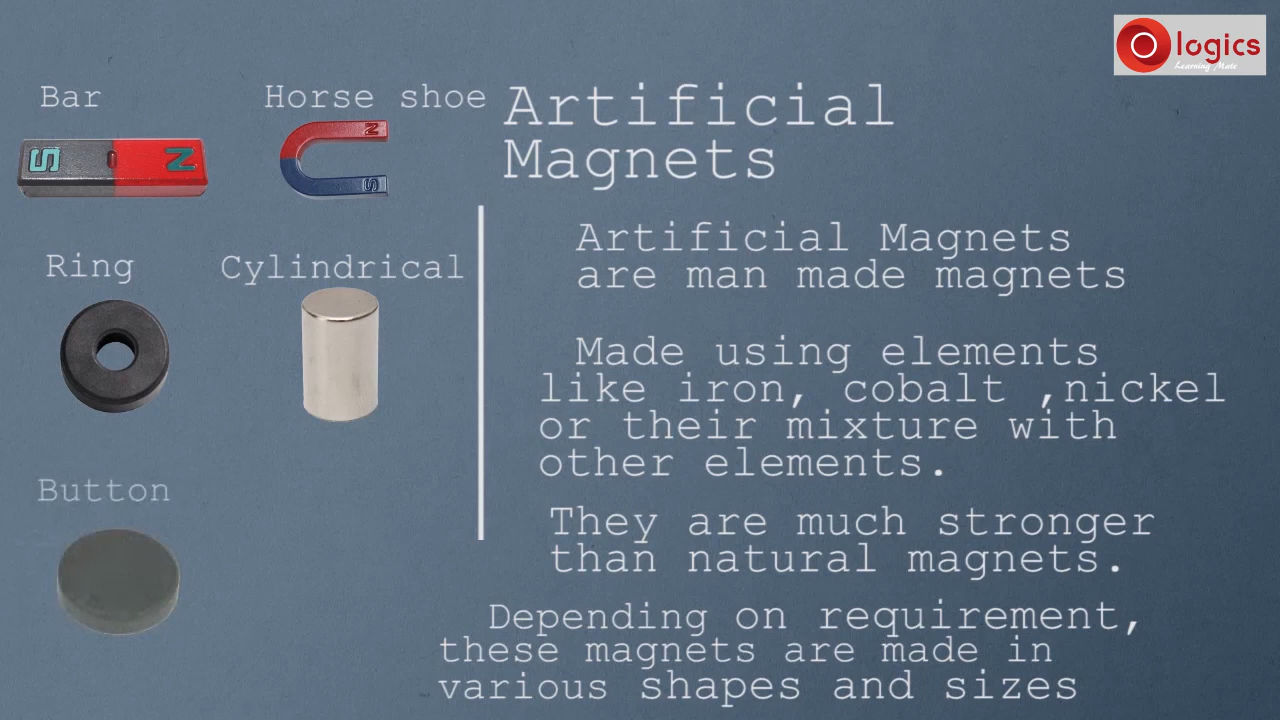 logics
Learning Mate
Bar
Horse shoe
S N
N
S
Ring
Cylindrical
Button
Artificial
Magnets
Artificial Magnets
are man made magnets
Made using elements
like iron, cobalt ,nickel
or their mixture with
other elements.
They are much stronger
than natural magnets.
Depending on requirement,
these magnets are made in
various shapes and sizes